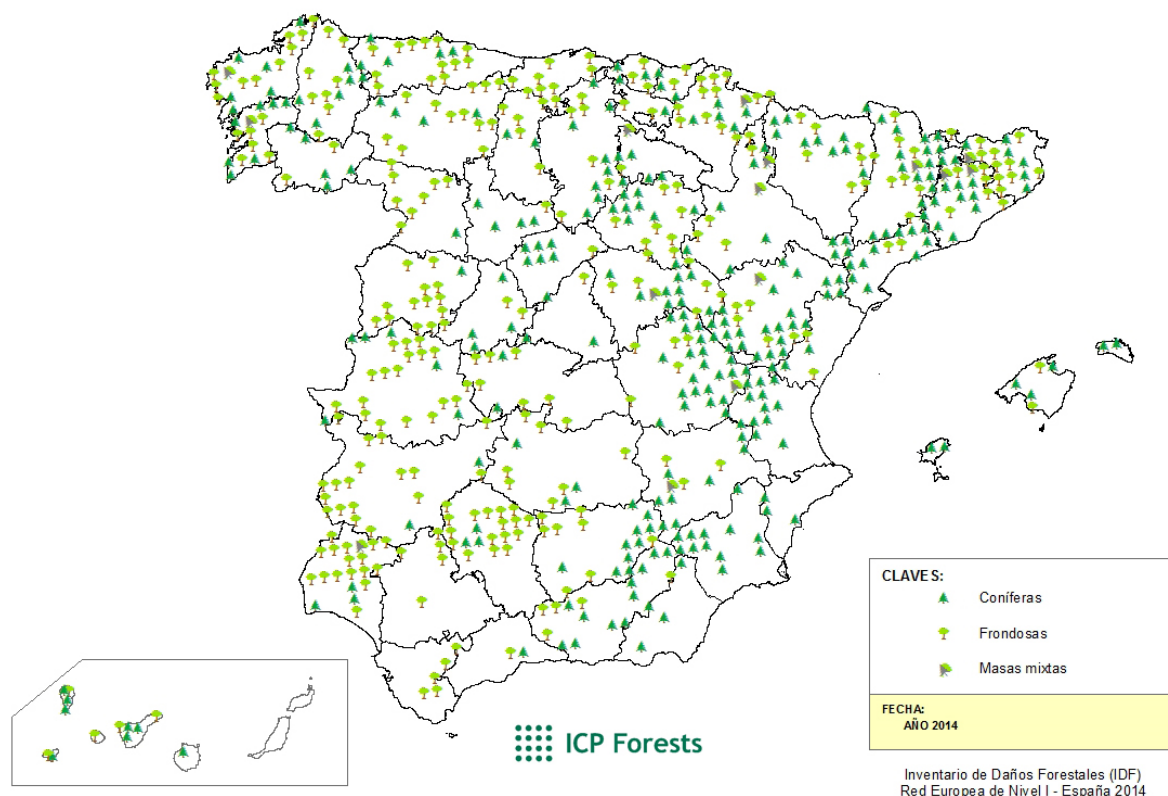 CLAVES:
Coníferas
Frondosas
Masas mixtas
FECHA:
AÑO 2014
ICP Forests
Inventario de Daños Forestales (IDF)
Red Europea de Nivel I - España 2014